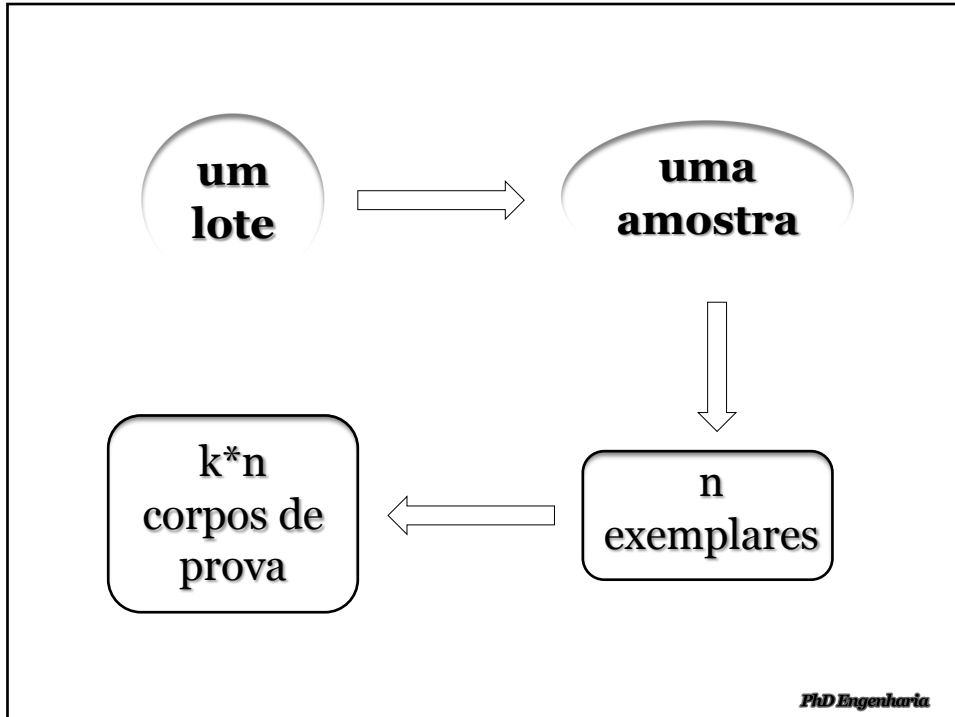 um
lote
uma
amostra
n
exemplares
k*n
corpos de
prova
PhD Engenharia